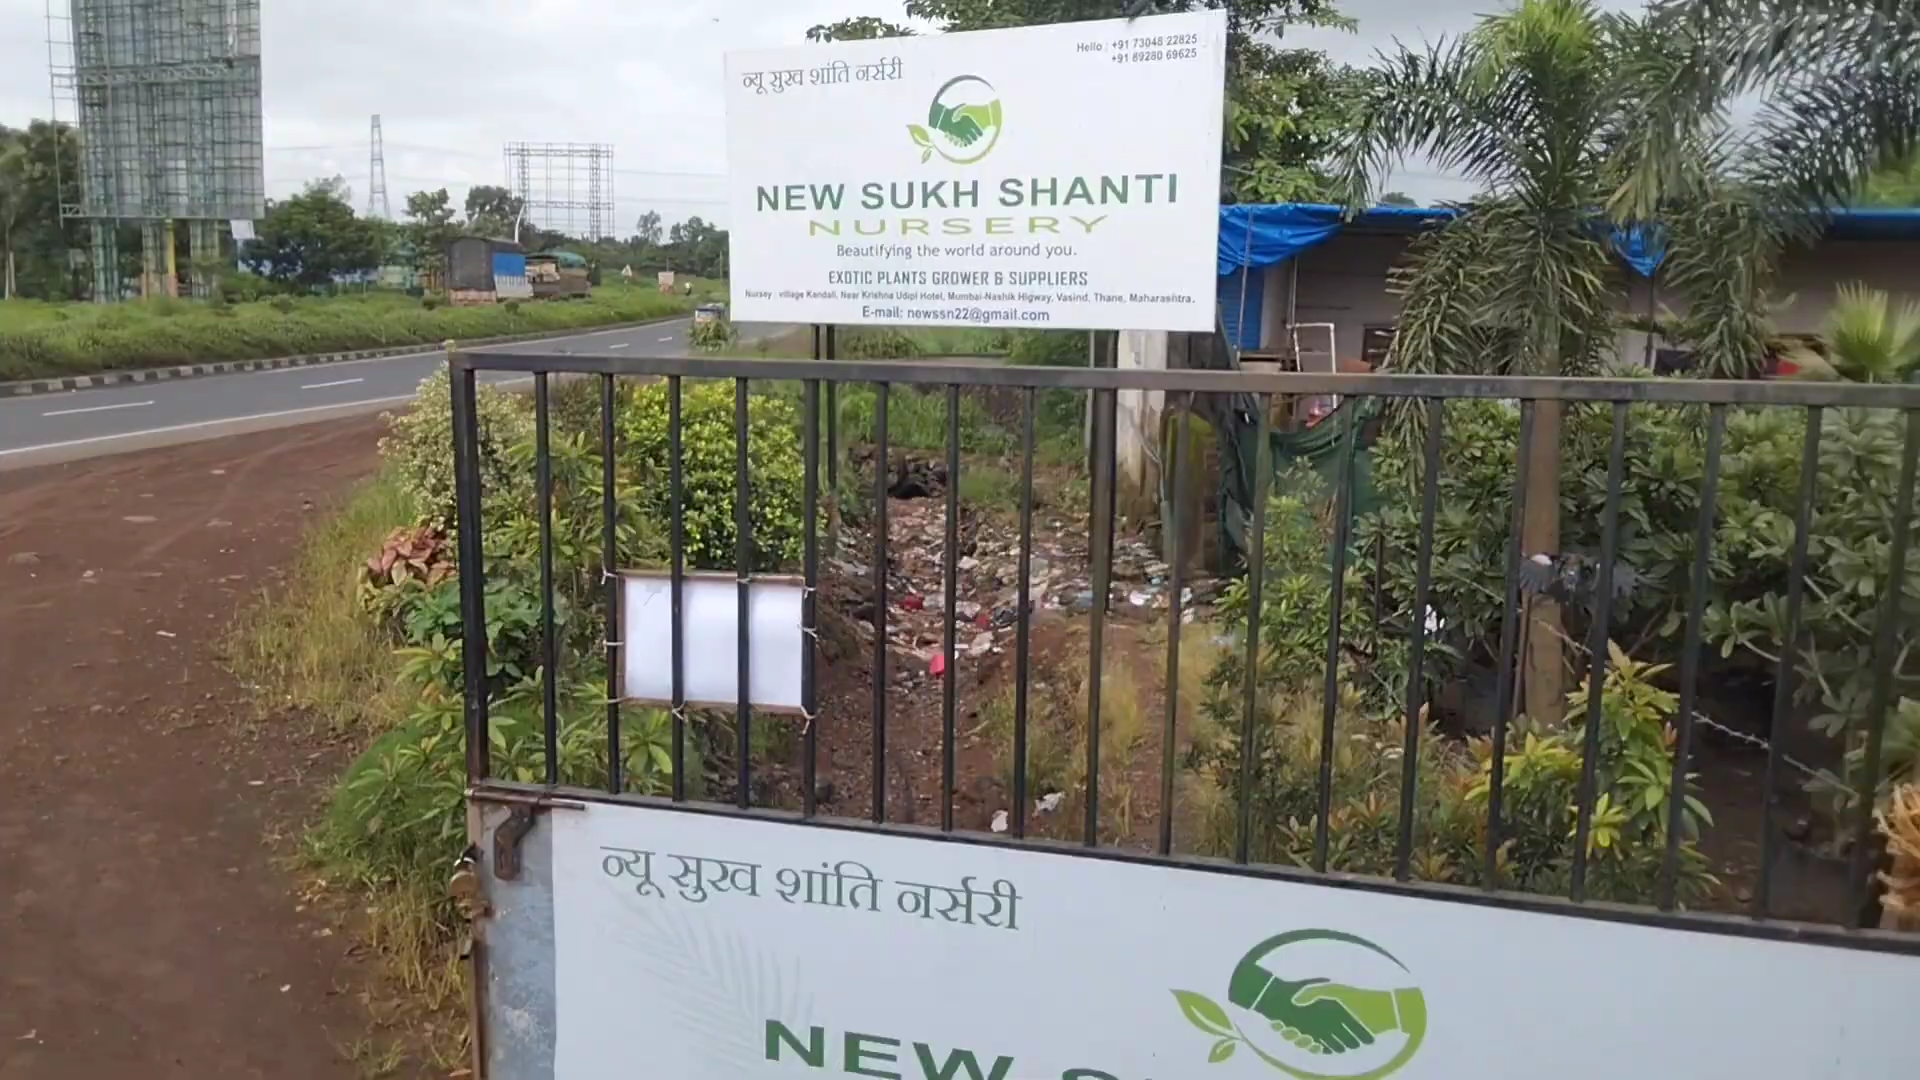 न्यू सुख शांति नर्सरी
Hello : +91 73048 22825
+91 89280 69625
NEW SUKH SHANTI
NURSERY
Beautifying the world around you.
EXOTIC PLANTS GROWER & SUPPLIERS
Nursey : village Kandali, Near Krishna Udipi Hotel, Mumbai-Nashik Higway, Vasind, Thane, Maharashtra.
E-mail: newssn22@gmail.com
न्यू सुख शांति नर्सरी
NEW